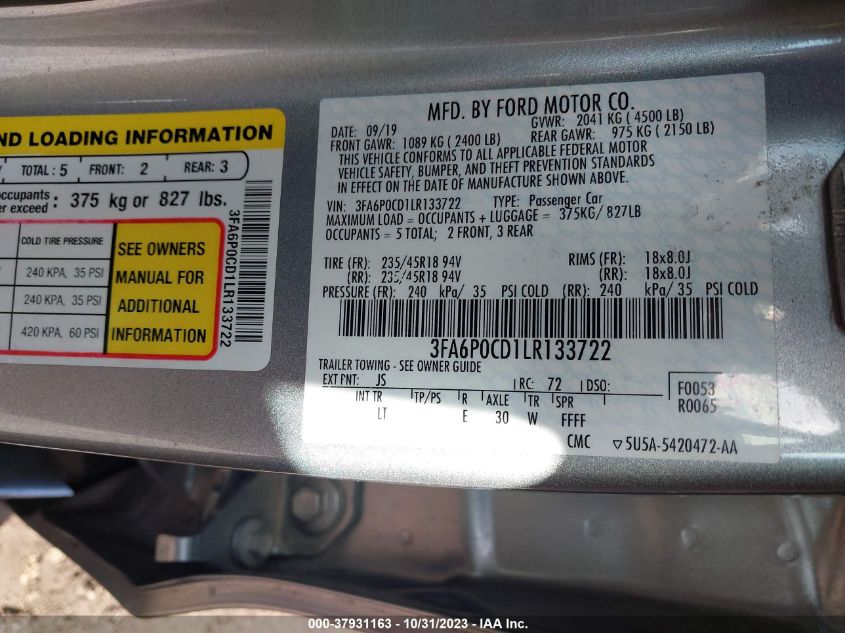 ND LOADING INFORMATION
TOTAL: 5 FRONT: 2 REAR: 3
occupants
er exceed : 375 kg or 827 lbs.
COLD TIRE PRESSURE
240 KPA, 35 PSI
240 KPA, 35 PSI
420 KPA, 60 PSI
SEE OWNERS
MANUAL FOR
ADDITIONAL
INFORMATION
3FA6P0CD1LR133722
MFD. BY FORD MOTOR CO.
DATE: 09/19 GVWR: 2041 KG ( 4500 LB)
FRONT GAWR: 1089 KG ( 2400 LB) REAR GAWR: 975 KG ( 2150 LB)
THIS VEHICLE CONFORMS TO ALL APPLICABLE FEDERAL MOTOR
VEHICLE SAFETY, BUMPER, AND THEFT PREVENTION STANDARDS
IN EFFECT ON THE DATE OF MANUFACTURE SHOWN ABOVE.
VIN: 3FA6P0CD1LR133722 TYPE: Passenger Car
MAXIMUM LOAD = OCCUPANTS + LUGGAGE = 375KG/ 827LB
OCCUPANTS = 5 TOTAL; 2 FRONT, 3 REAR
TIRE (FR): 235/45R18 94V RIMS (FR): 18x8.0J
(RR): 235/45R18 94V (RR): 18x8.0J
PRESSURE (FR): 240 kPa/ 35 PSI COLD (RR): 240 kPa/ 35 PSI COLD
3FA6P0CD1LR133722
TRAILER TOWING - SEE OWNER GUIDE
EXT PNT: JS RC: 72 DSO: F0053
R0065
INT TR TP/PS R AXLE TR SPR
LT E 30 W FFFF
CMC ▽5U5A-5420472-AA
000-37931163 - 10/31/2023 - INSURANCE AUTO AUCTIONS, INC.